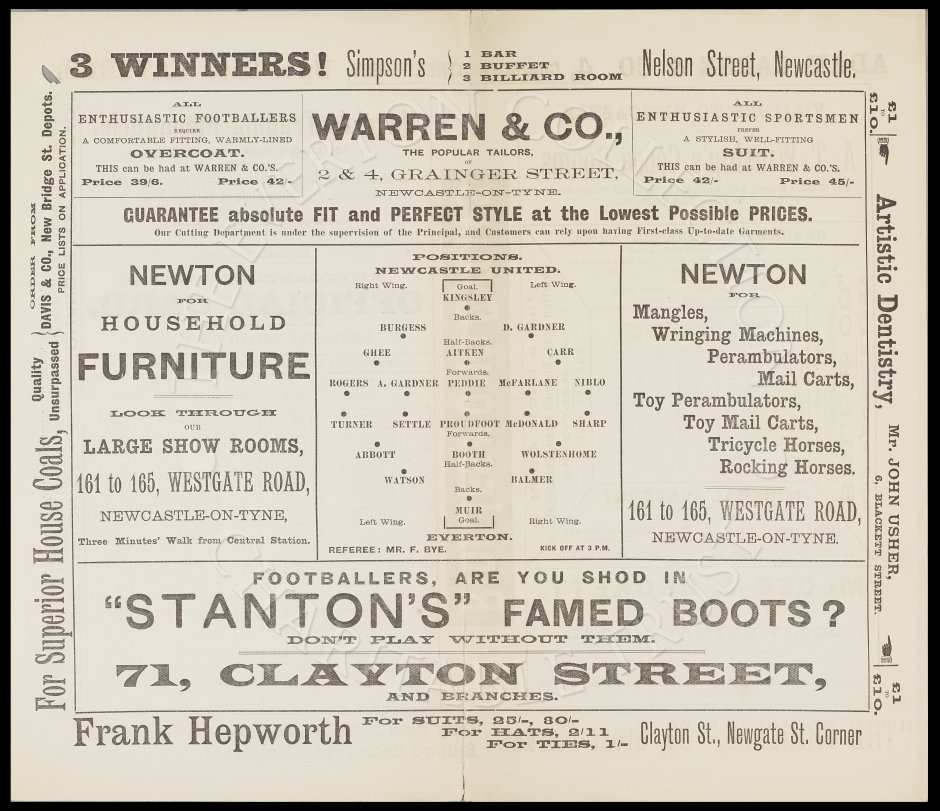 3 WINNERS! Simpson's { 1 BAR
2 BUFFET
3 BILLIARD ROOM
Nelson Street, Newcastle.
For Superior House Coals, Quality Unsurpassed } ORDER FROM
DAVIS & CO., New Bridge St. Depots.
PRICE LISTS ON APPLICATION.
ALL
ENTHUSIASTIC FOOTBALLERS
REQUIRE
A COMFORTABLE FITTING, WARMLY-LINED
OVERCOAT.
THIS can be had at WARREN & CO.'S.
Price 39/6. Price 42/-
WARREN & CO.,
THE POPULAR TAILORS,
OF
2 & 4, GRAINGER STREET,
NEWCASTLE-ON-TYNE.
ALL
ENTHUSIASTIC SPORTSMEN
PREFER
A STYLISH, WELL-FITTING
SUIT.
THIS can be had at WARREN & CO.'S.
Price 42/- Price 45/-
GUARANTEE absolute FIT and PERFECT STYLE at the Lowest Possible PRICES.
Our Cutting Department is under the supervision of the Principal, and Customers can rely upon having First-class Up-to-date Garments.
NEWTON
FOR
HOUSEHOLD
FURNITURE
LOOK THROUGH
OUR
LARGE SHOW ROOMS,
161 to 165, WESTGATE ROAD,
NEWCASTLE-ON-TYNE,
Three Minutes' Walk from Central Station.
POSITIONS.
NEWCASTLE UNITED.
Right Wing. Goal. Left Wing.
KINGSLEY
Backs.
BURGESS D. GARDNER
Half-Backs.
GHEE AITKEN CARR
Forwards.
ROGERS A. GARDNER PEDDIE McFARLANE NIBLO
TURNER SETTLE PROUDFOOT McDONALD SHARP
Forwards.
ABBOTT BOOTH WOLSTENHOME
Half-Backs.
WATSON BALMER
Backs.
MUIR
Left Wing. Goal. Right Wing.
EVERTON.
REFEREE: MR. F. BYE. KICK OFF AT 3 P.M.
NEWTON
FOR
Mangles,
Wringing Machines,
Perambulators,
Mail Carts,
Toy Perambulators,
Toy Mail Carts,
Tricycle Horses,
Rocking Horses.
161 to 165, WESTGATE ROAD,
NEWCASTLE-ON-TYNE.
£1 to £10.
Artistic Dentistry,
Mr. JOHN USHER,
6, BLACKETT STREET.
£1 to £10.
FOOTBALLERS, ARE YOU SHOD IN
"STANTON'S" FAMED BOOTS?
DON'T PLAY WITHOUT THEM.
71, CLAYTON STREET,
AND BRANCHES.
Frank Hepworth For SUITS, 25/-, 30/-
For HATS, 2/11
For TIES, 1/-
Clayton St., Newgate St. Corner
THE EVERTON COLLECTION CHARITABLE TRUST